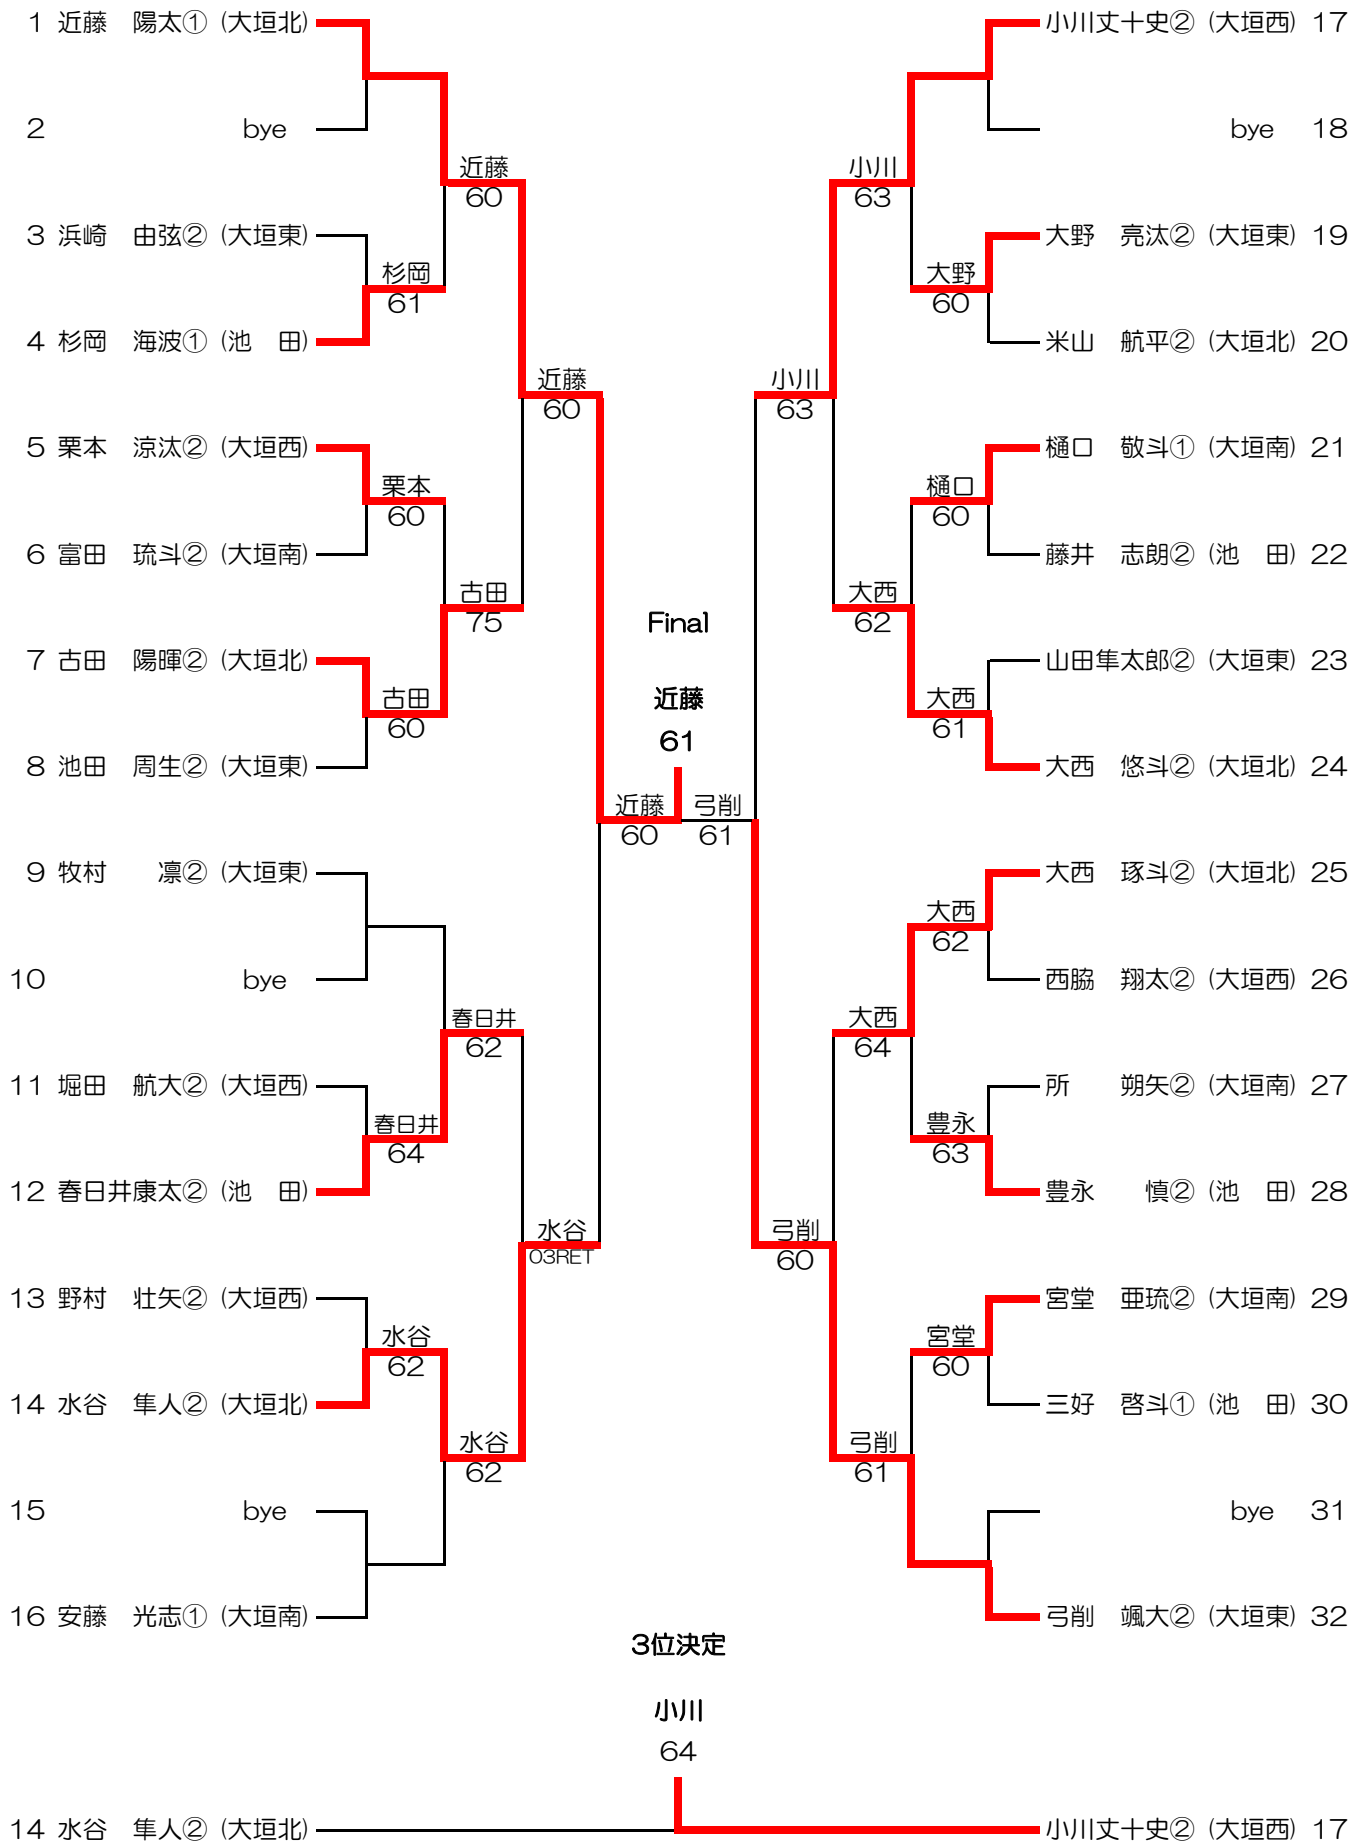 1 近藤　陽太① (大垣北)
2 bye
3 浜崎　由弦② (大垣東)
4 杉岡　海波① (池　田)
5 栗本　涼汰② (大垣西)
6 富田　琉斗② (大垣南)
7 古田　陽暉② (大垣北)
8 池田　周生② (大垣東)
9 牧村　　凛② (大垣東)
10 bye
11 堀田　航大② (大垣西)
12 春日井康太② (池　田)
13 野村　壮矢② (大垣西)
14 水谷　隼人② (大垣北)
15 bye
16 安藤　光志① (大垣南)
杉岡
61
栗本
60
古田
60
春日井
64
水谷
62
近藤
60
古田
75
春日井
62
水谷
62
近藤
60
水谷
03RET
近藤
60
Final
近藤
61
弓削
61
小川
63
弓削
60
小川
63
大西
62
大西
64
弓削
61
大野
60
樋口
60
大西
61
大西
62
豊永
63
宮堂
60
小川丈十史② (大垣西) 17
bye 18
大野　亮汰② (大垣東) 19
米山　航平② (大垣北) 20
樋口　敬斗① (大垣南) 21
藤井　志朗② (池　田) 22
山田隼太郎② (大垣東) 23
大西　悠斗② (大垣北) 24
大西　琢斗② (大垣北) 25
西脇　翔太② (大垣西) 26
所　　朔矢② (大垣南) 27
豊永　　慎② (池　田) 28
宮堂　亜琉② (大垣南) 29
三好　啓斗① (池　田) 30
bye 31
弓削　颯大② (大垣東) 32
3位決定
小川
64
14 水谷　隼人② (大垣北)
小川丈十史② (大垣西) 17